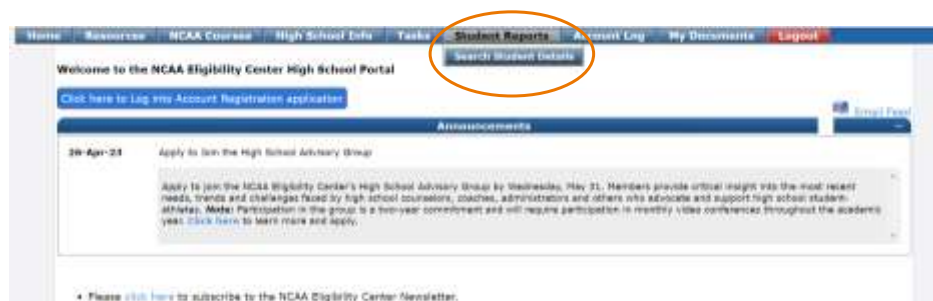 Home Resources NCAA Courses High School Info Tasks Student Reports Account Log My Documents Logout
Search Student Details
Welcome to the NCAA Eligibility Center High School Portal
Click here to Log into Account Registration application
Email Feed
Announcements
26-Apr-23 Apply to Join the High School Advisory Group
Apply to join the NCAA Eligibility Center's High School Advisory Group by Wednesday, May 31. Members provide critical insight into the most recent
needs, trends and challenges faced by high school counselors, coaches, administrators and others who advocate and support high school student-
athletes. Note: Participation in the group is a two-year commitment and will require participation in monthly video conferences throughout the academic
year. Click here to learn more and apply.
• Please click here to subscribe to the NCAA Eligibility Center Newsletter.